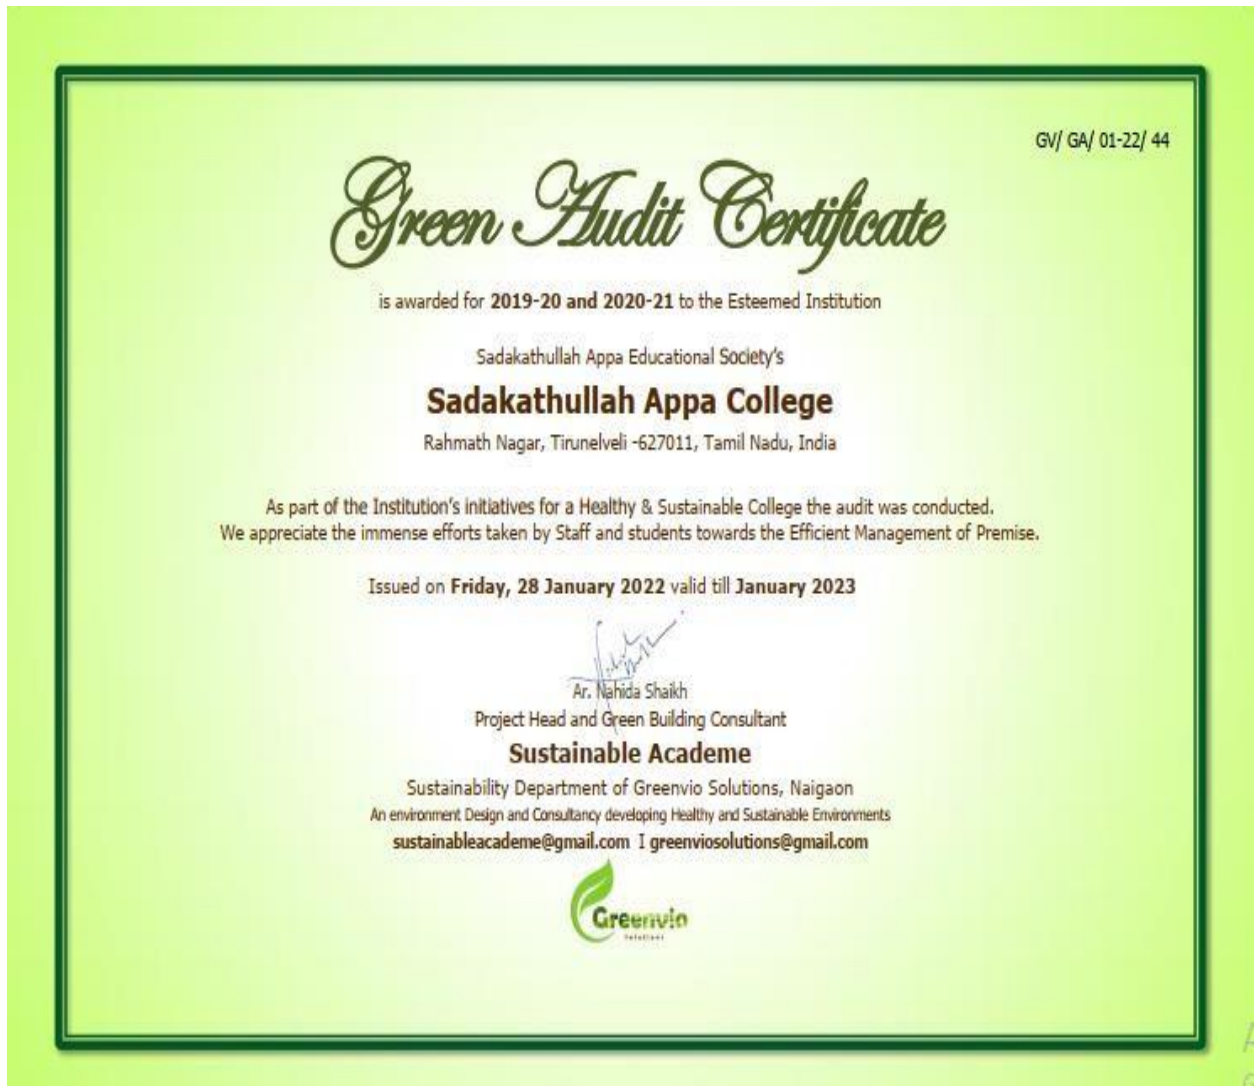 GV/ GA/ 01-22/ 44
Green Audit Certificate
is awarded for 2019-20 and 2020-21 to the Esteemed Institution
Sadakathullah Appa Educational Society's
Sadakathullah Appa College
Rahmath Nagar, Tirunelveli -627011, Tamil Nadu, India
As part of the Institution's initiatives for a Healthy & Sustainable College the audit was conducted.
We appreciate the immense efforts taken by Staff and students towards the Efficient Management of Premise.
Issued on Friday, 28 January 2022 valid till January 2023
Ar. Nahida Shaikh
Project Head and Green Building Consultant
Sustainable Academe
Sustainability Department of Greenvio Solutions, Naigaon
An environment Design and Consultancy developing Healthy and Sustainable Environments
sustainableacademe@gmail.com I greenviosolutions@gmail.com
Greenvio
Solutions